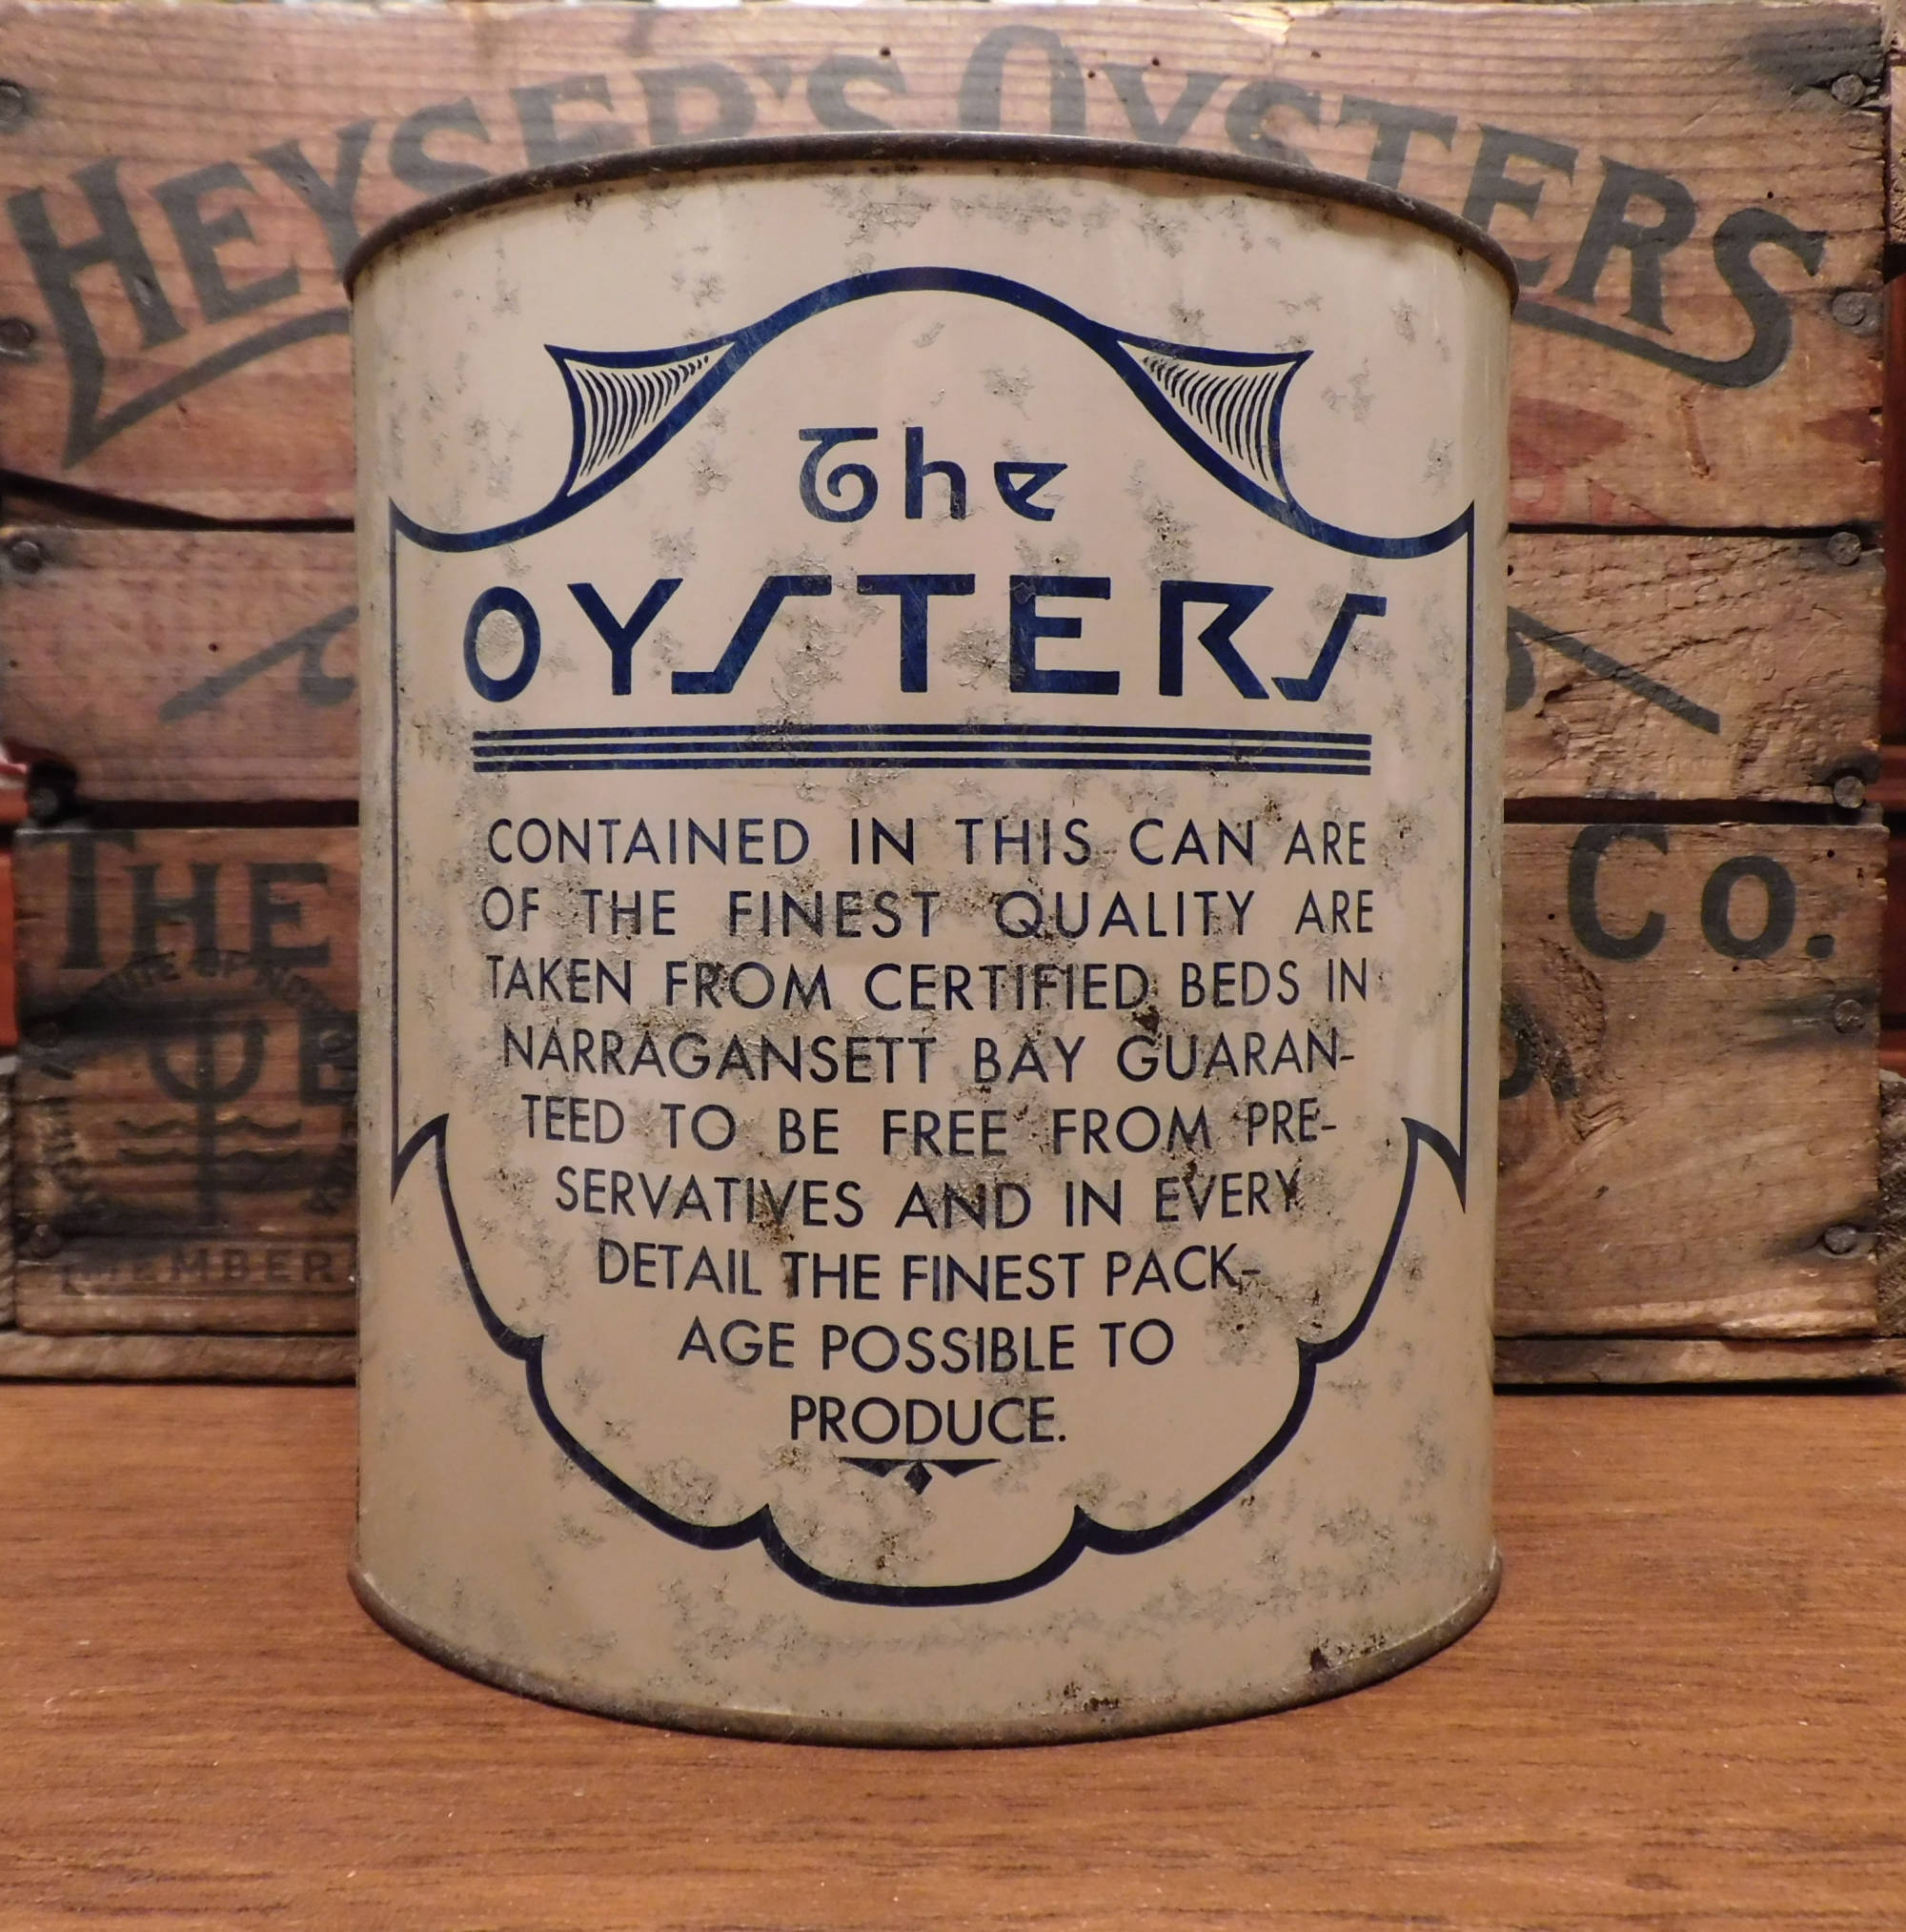 HEYSER'S OYSTERS
The
OYSTERS
CONTAINED IN THIS CAN ARE
OF THE FINEST QUALITY ARE
TAKEN FROM CERTIFIED BEDS IN
NARRAGANSETT BAY GUARAN-
TEED TO BE FREE FROM PRE-
SERVATIVES AND IN EVERY
DETAIL THE FINEST PACK-
AGE POSSIBLE TO
PRODUCE.
THE
Co.
MEMBER